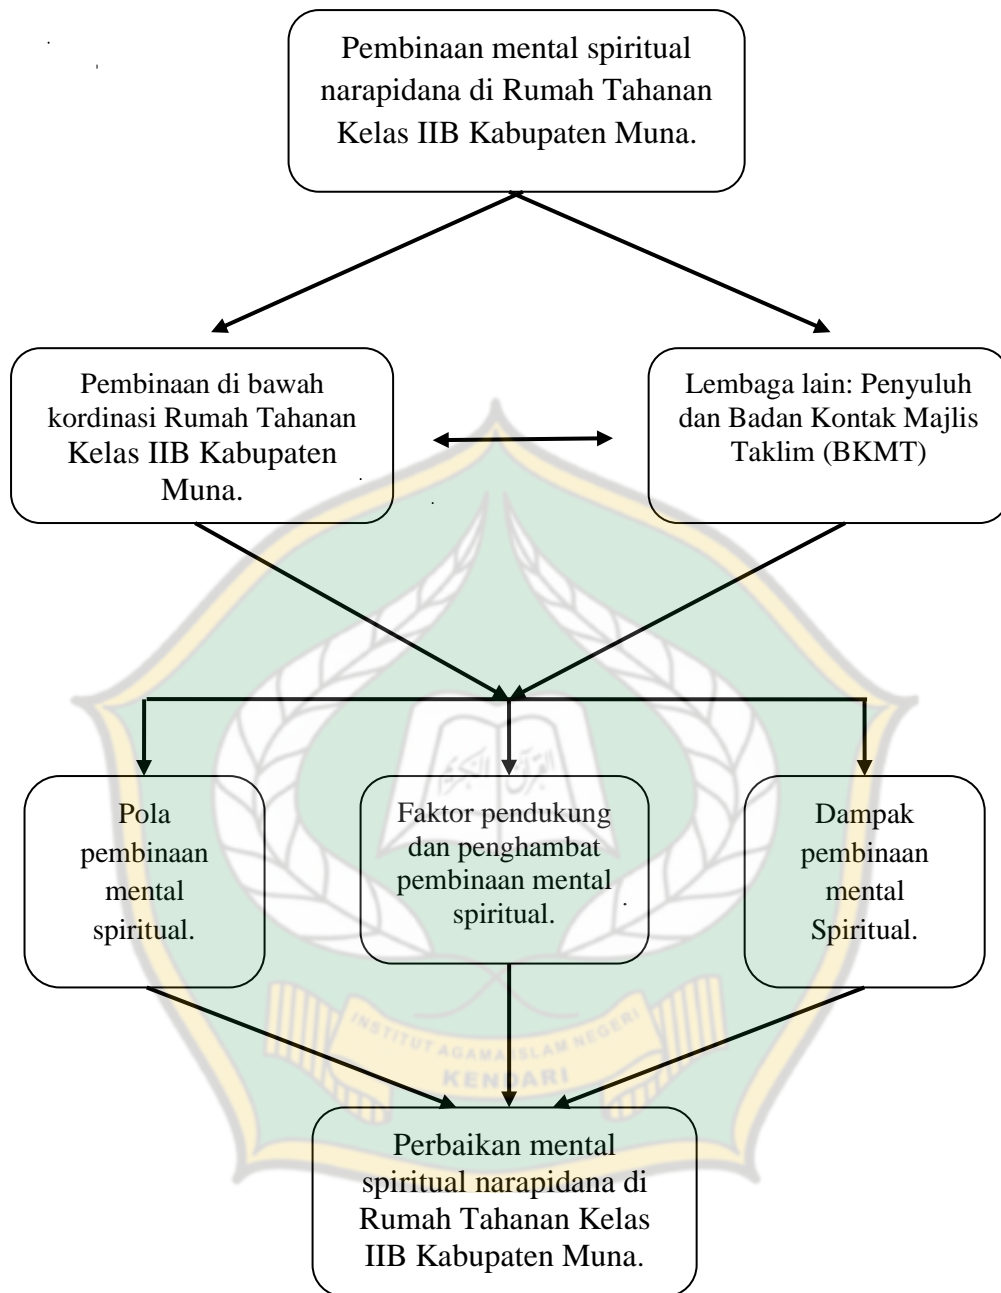 Pembinaan mental spiritual
narapidana di Rumah Tahanan
Kelas IIB Kabupaten Muna.
Pembinaan di bawah
kordinasi Rumah Tahanan
Kelas IIB Kabupaten
Muna.
Lembaga lain: Penyuluh
dan Badan Kontak Majlis
Taklim (BKMT)
Pola
pembinaan
mental
spiritual.
Faktor pendukung
dan penghambat
pembinaan mental
spiritual.
Dampak
pembinaan
mental
Spiritual.
القرآن الكريم
INSTITUT AGAMA ISLAM NEGERI
KENDARI
Perbaikan mental
spiritual narapidana di
Rumah Tahanan Kelas
IIB Kabupaten Muna.